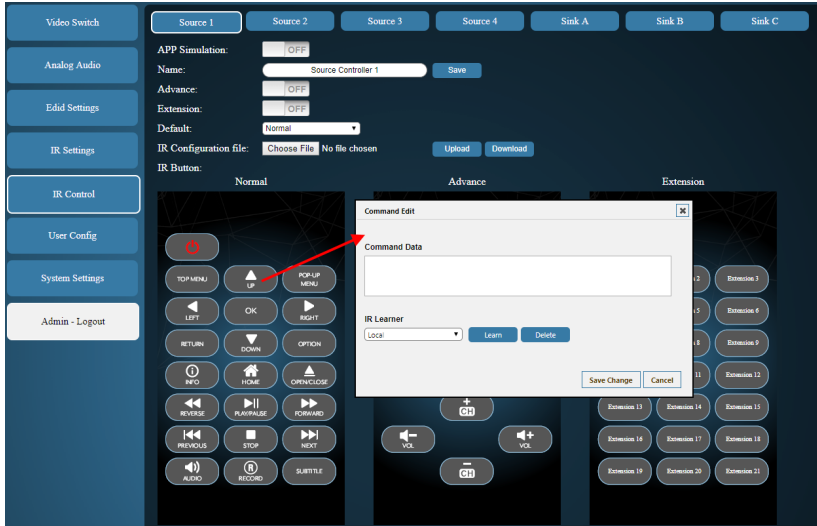 Video Switch
Analog Audio
Edid Settings
IR Settings
IR Control
User Config
System Settings
Admin - Logout
Source 1 Source 2 Source 3 Source 4 Sink A Sink B Sink C
APP Simulation: OFF
Name: Source Controller 1 Save
Advance: OFF
Extension: OFF
Default: Normal
IR Configuration file: Choose File No file chosen Upload Download
IR Button:
Normal Advance Extension
TOP MENU UP POP-UP MENU
LEFT OK RIGHT
RETURN DOWN OPTION
INFO HOME OPEN/CLOSE
REVERSE PLAY/PAUSE FORWARD
PREVIOUS STOP NEXT
AUDIO R RECORD SUBTITLE
Command Edit
Command Data
IR Learner
Local Learn Delete
Save Change Cancel
+ CH
VOL VOL
CH
2 Extension 3
5 Extension 6
8 Extension 9
11 Extension 12
Extension 13 Extension 14 Extension 15
Extension 16 Extension 17 Extension 18
Extension 19 Extension 20 Extension 21